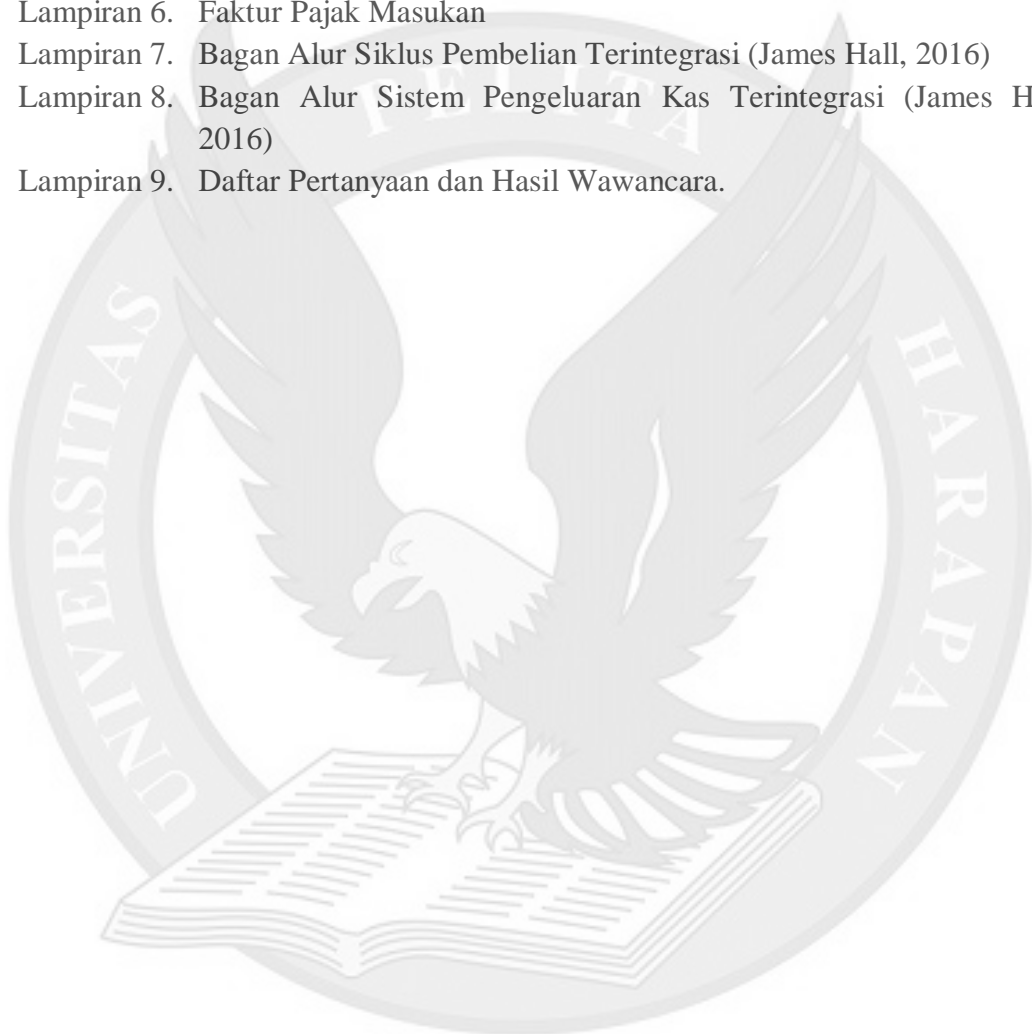 Lampiran 6. Faktur Pajak Masukan
Lampiran 7. Bagan Alur Siklus Pembelian Terintegrasi (James Hall, 2016)
Lampiran 8. Bagan Alur Sistem Pengeluaran Kas Terintegrasi (James H
2016)
Lampiran 9. Daftar Pertanyaan dan Hasil Wawancara.
UNIVERSITAS PELITA HARAPAN